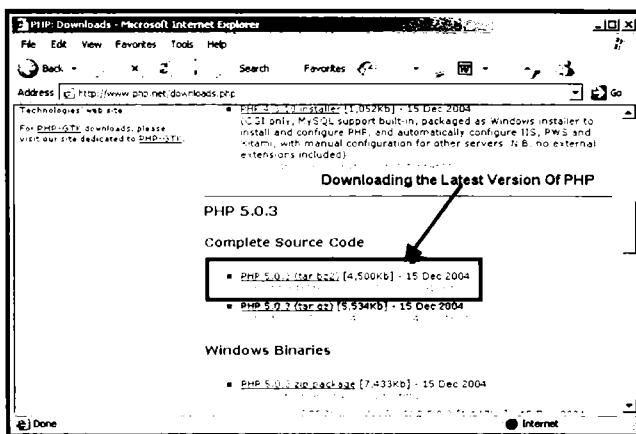 PHP: Downloads - Microsoft Internet Explorer
File Edit View Favorites Tools Help
Back Search Favorites
Address http://www.php.net/downloads.php Go
Technologies' web site
For PHP-GTK downloads, please
visit our site dedicated to PHP-GTK.
installer [1,052Kb] - 15 Dec 2004
(CGI only, MySQL support built-in, packaged as Windows installer to
install and configure PHP, and automatically configure IIS, PWS and
Xitami, with manual configuration for other servers. N.B. no external
extensions included)
Downloading the Latest Version Of PHP
PHP 5.0.3
Complete Source Code
PHP 5.0.3 (tar.bz2) [4,500Kb] - 15 Dec 2004
PHP 5.0.3 (tar.gz) [5,534Kb] - 15 Dec 2004
Windows Binaries
PHP 5.0.3 zip package [7,433Kb] - 15 Dec 2004
Done Internet